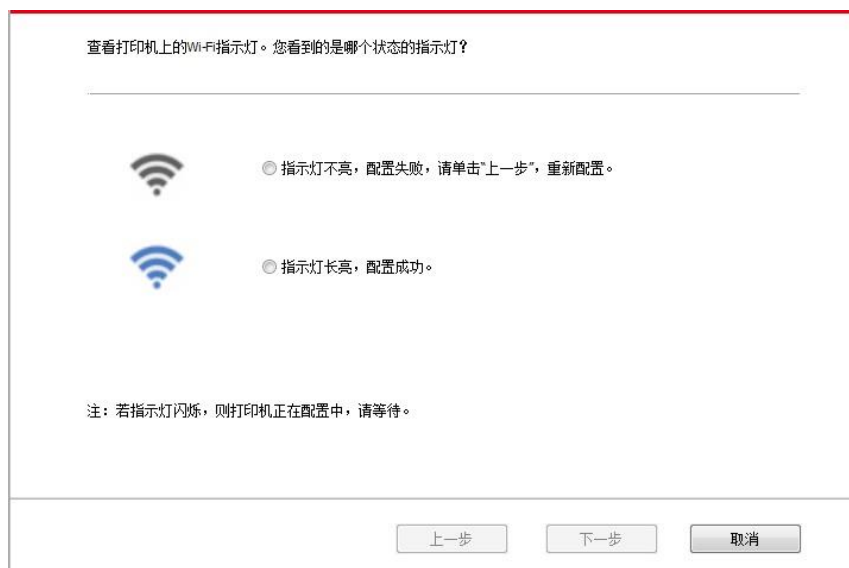 查看打印机上的Wi-Fi指示灯。您看到的是哪个状态的指示灯？
指示灯不亮，配置失败，请单击“上一步”，重新配置。
指示灯长亮，配置成功。
注：若指示灯闪烁，则打印机正在配置中，请等待。
上一步 下一步 取消